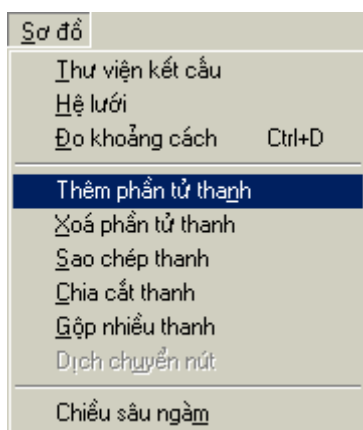 Sơ đồ
Thư viện kết cấu
Hệ lưới
Đo khoảng cách Ctrl+D
Thêm phần tử thanh
Xoá phần tử thanh
Sao chép thanh
Chia cắt thanh
Gộp nhiều thanh
Dịch chuyển nút
Chiều sâu ngàm